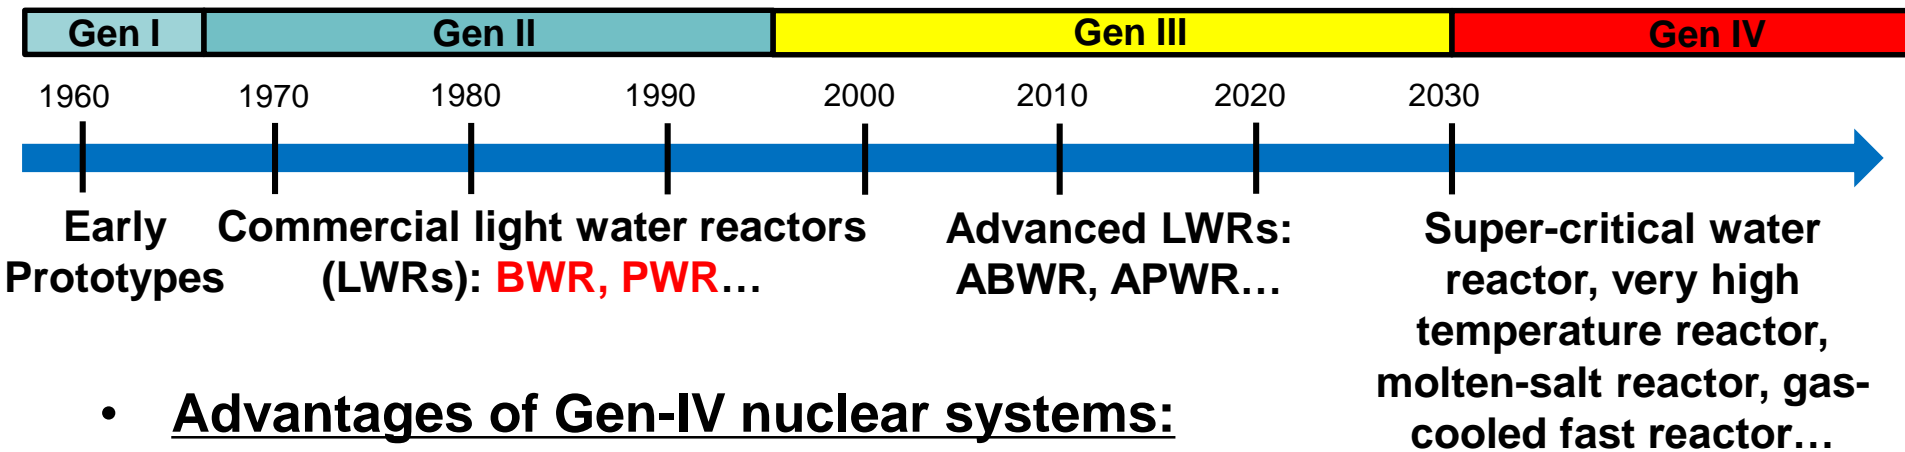 Gen I Gen II Gen III Gen IV
1960 1970 1980 1990 2000 2010 2020 2030
Early
Prototypes
Commercial light water reactors
(LWRs): BWR, PWR…
Advanced LWRs:
ABWR, APWR…
Super-critical water
reactor, very high
temperature reactor,
molten-salt reactor, gas-
cooled fast reactor…
• Advantages of Gen-IV nuclear systems: